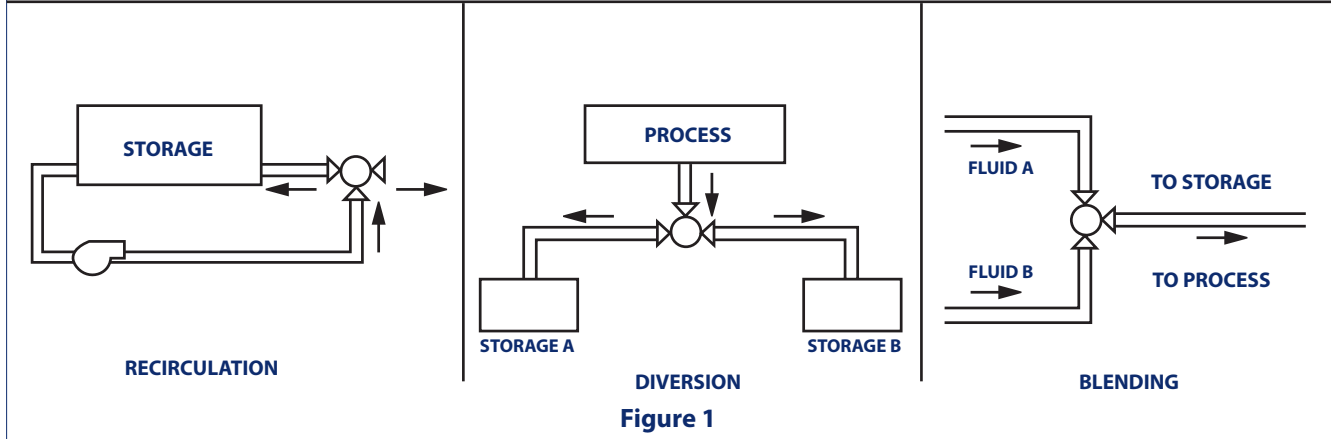 STORAGE
RECIRCULATION
PROCESS
STORAGE A
STORAGE B
DIVERSION
FLUID A
TO STORAGE
FLUID B
TO PROCESS
BLENDING
Figure 1